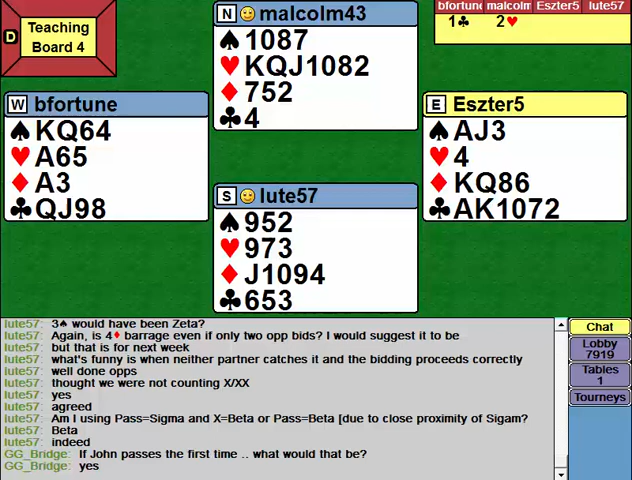 D
Teaching
Board 4
N malcolm43
♠ 1087
♥ KQJ1082
♦ 752
♣ 4
bfortune malcolm Eszter5 lute57
1♣ 2♥
W bfortune
♠ KQ64
♥ A65
♦ A3
♣ QJ98
E Eszter5
♠ AJ3
♥ 4
♦ KQ86
♣ AK1072
S lute57
♠ 952
♥ 973
♦ J1094
♣ 653
lute57: 3♠ would have been Zeta?
lute57: Again, is 4♦ barrage even if only two opp bids? I would suggest it to be
lute57: but that is for next week
lute57: what's funny is when neither partner catches it and the bidding proceeds correctly
lute57: well done opps
lute57: thought we were not counting X/XX
lute57: yes
lute57: agreed
lute57: Am I using Pass=Sigma and X=Beta or Pass=Beta [due to close proximity of Sigam?
lute57: Beta
lute57: indeed
GG_Bridge: If John passes the first time .. what would that be?
GG_Bridge: yes
Chat
Lobby
7919
Tables
1
Tourneys